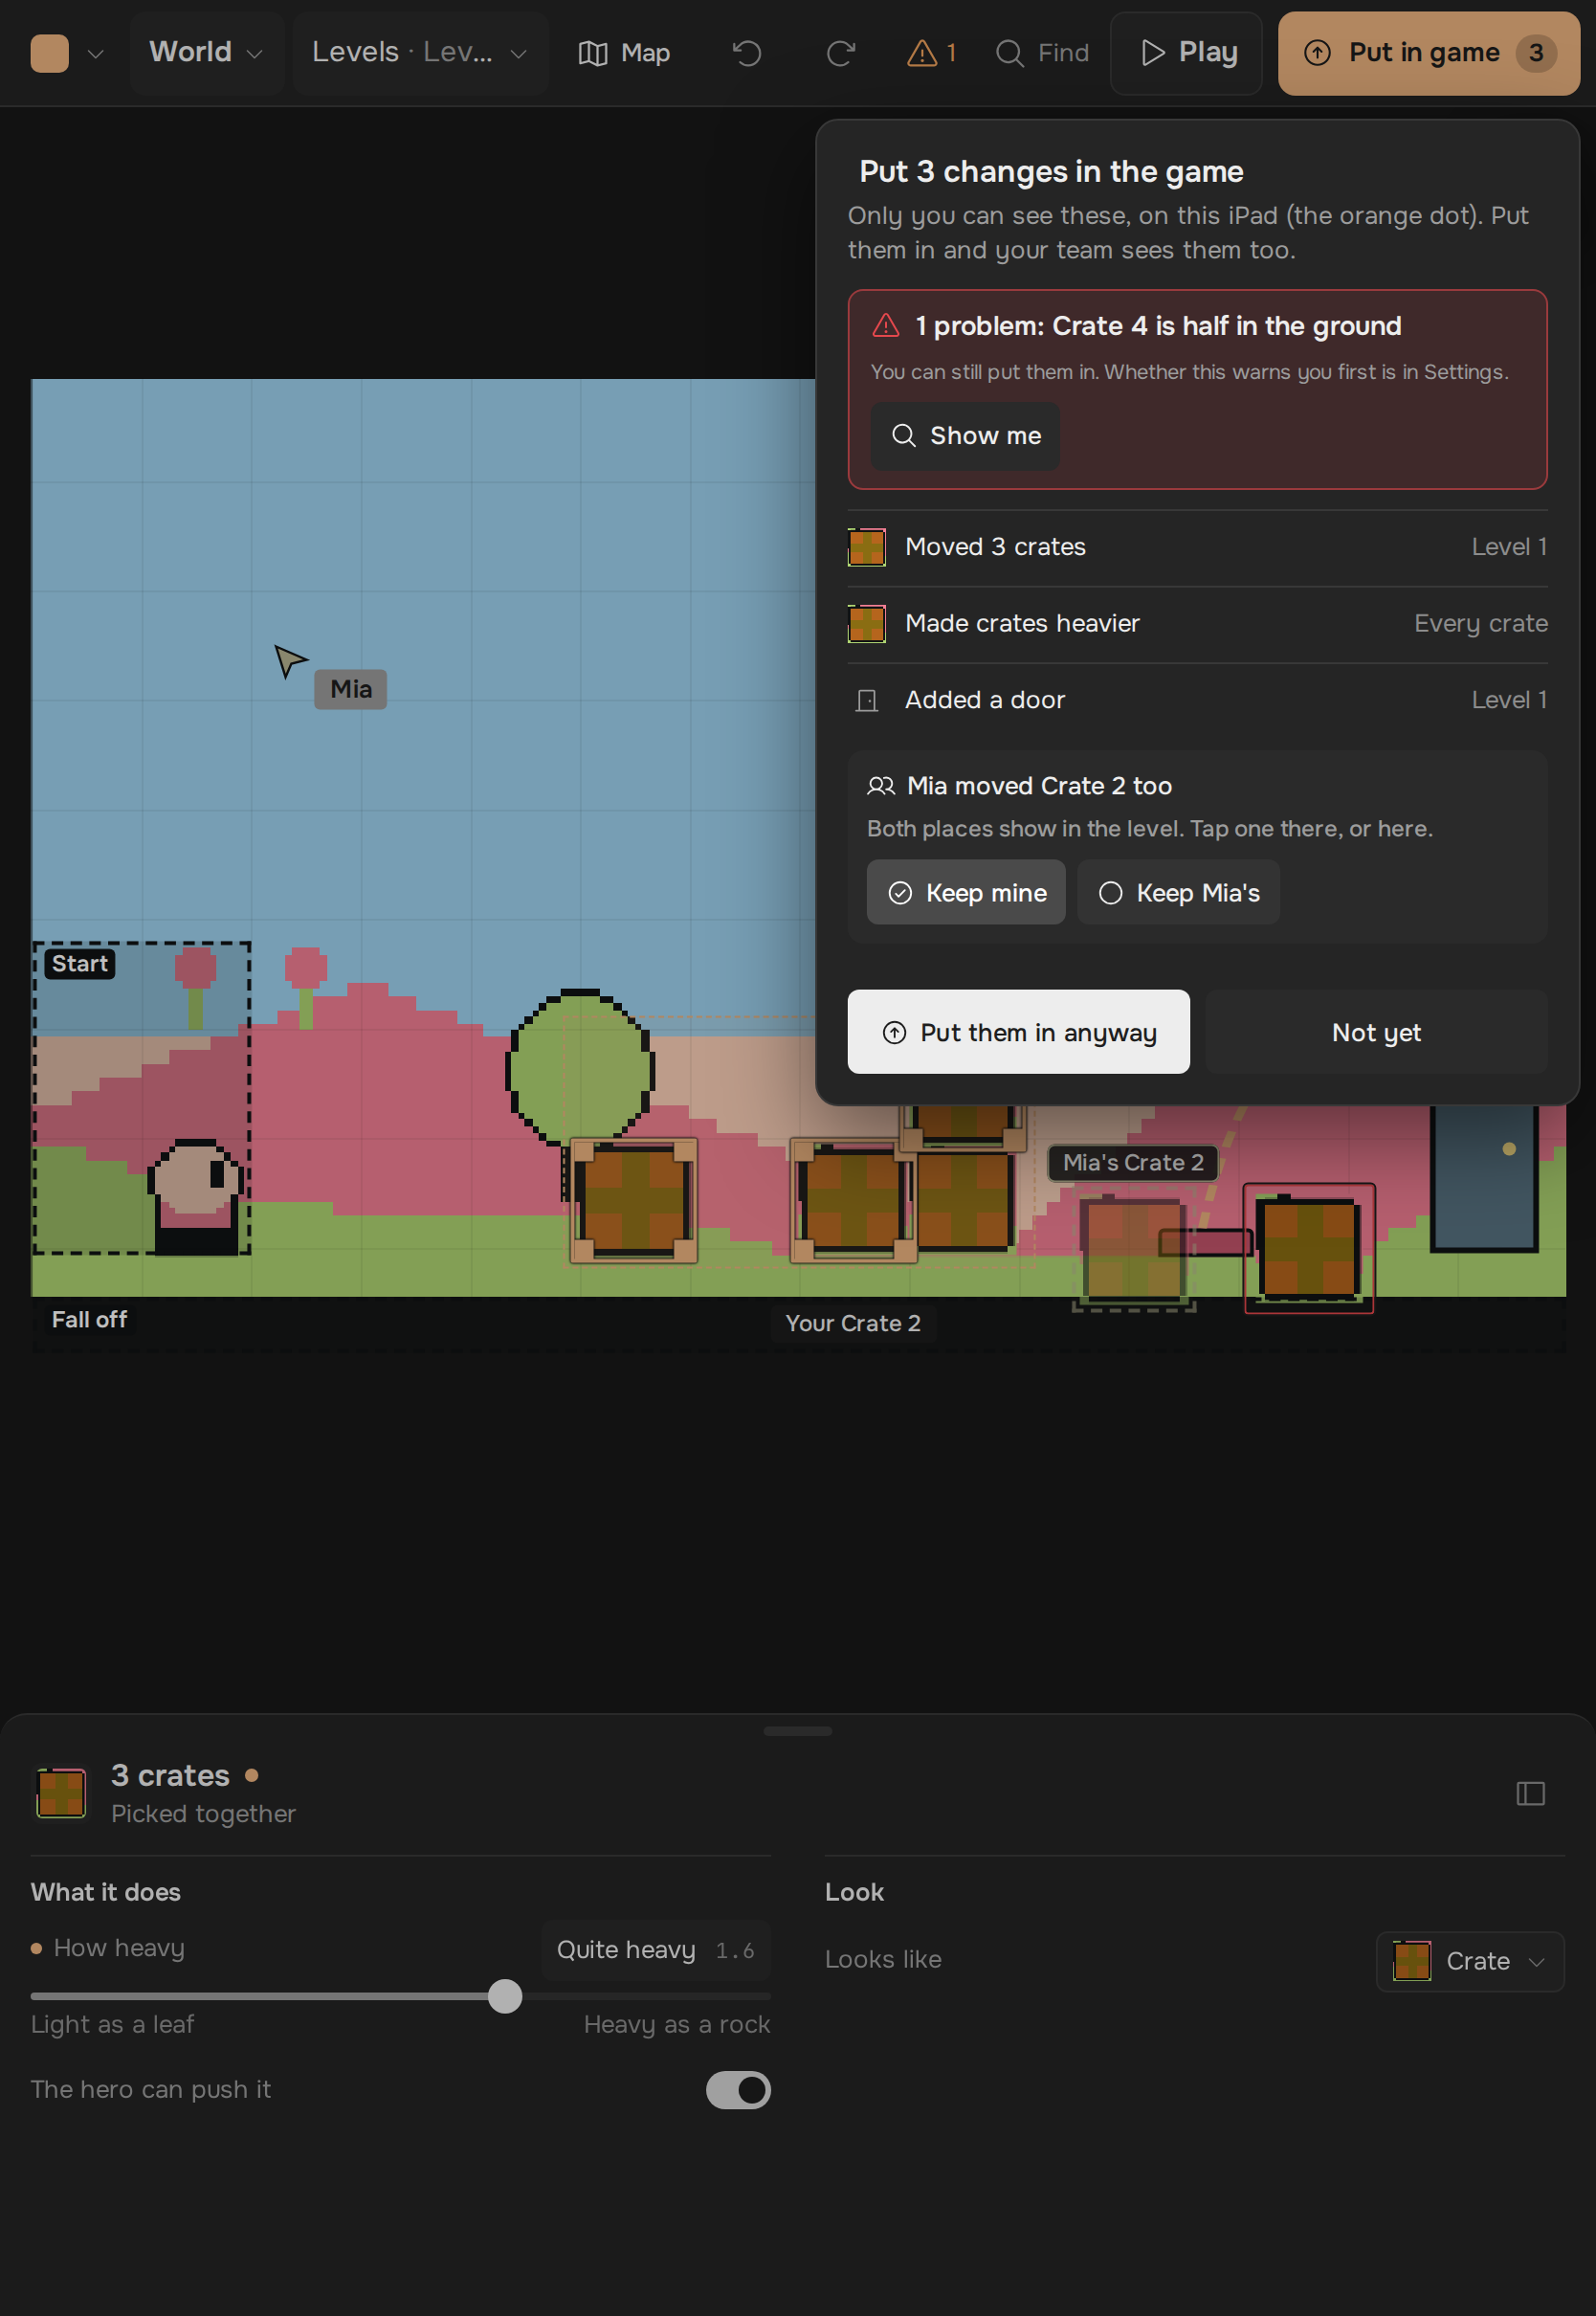 World
Levels · Lev...
Map
1
Find
Play
Put in game 3
Put 3 changes in the game
Only you can see these, on this iPad (the orange dot). Put
them in and your team sees them too.
1 problem: Crate 4 is half in the ground
You can still put them in. Whether this warns you first is in Settings.
Show me
Moved 3 crates
Level 1
Made crates heavier
Every crate
Added a door
Level 1
Mia moved Crate 2 too
Both places show in the level. Tap one there, or here.
Keep mine
Keep Mia's
Put them in anyway
Not yet
Mia
Start
Mia's Crate 2
Fall off
Your Crate 2
3 crates
Picked together
What it does
How heavy
Quite heavy 1.6
Light as a leaf
Heavy as a rock
The hero can push it
Look
Looks like
Crate